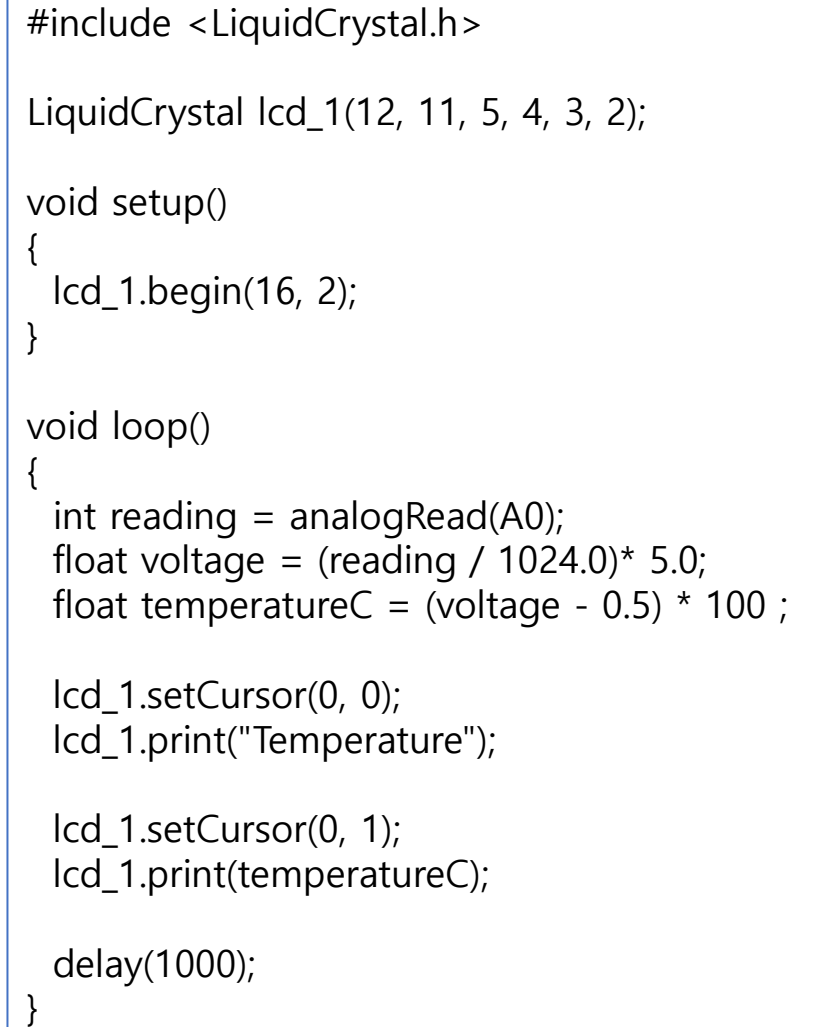 #include <LiquidCrystal.h>
LiquidCrystal lcd_1(12, 11, 5, 4, 3, 2);
void setup()
{
lcd_1.begin(16, 2);
}
void loop()
{
int reading = analogRead(A0);
float voltage = (reading / 1024.0)* 5.0;
float temperatureC = (voltage - 0.5) * 100 ;
lcd_1.setCursor(0, 0);
lcd_1.print("Temperature");
lcd_1.setCursor(0, 1);
lcd_1.print(temperatureC);
delay(1000);
}